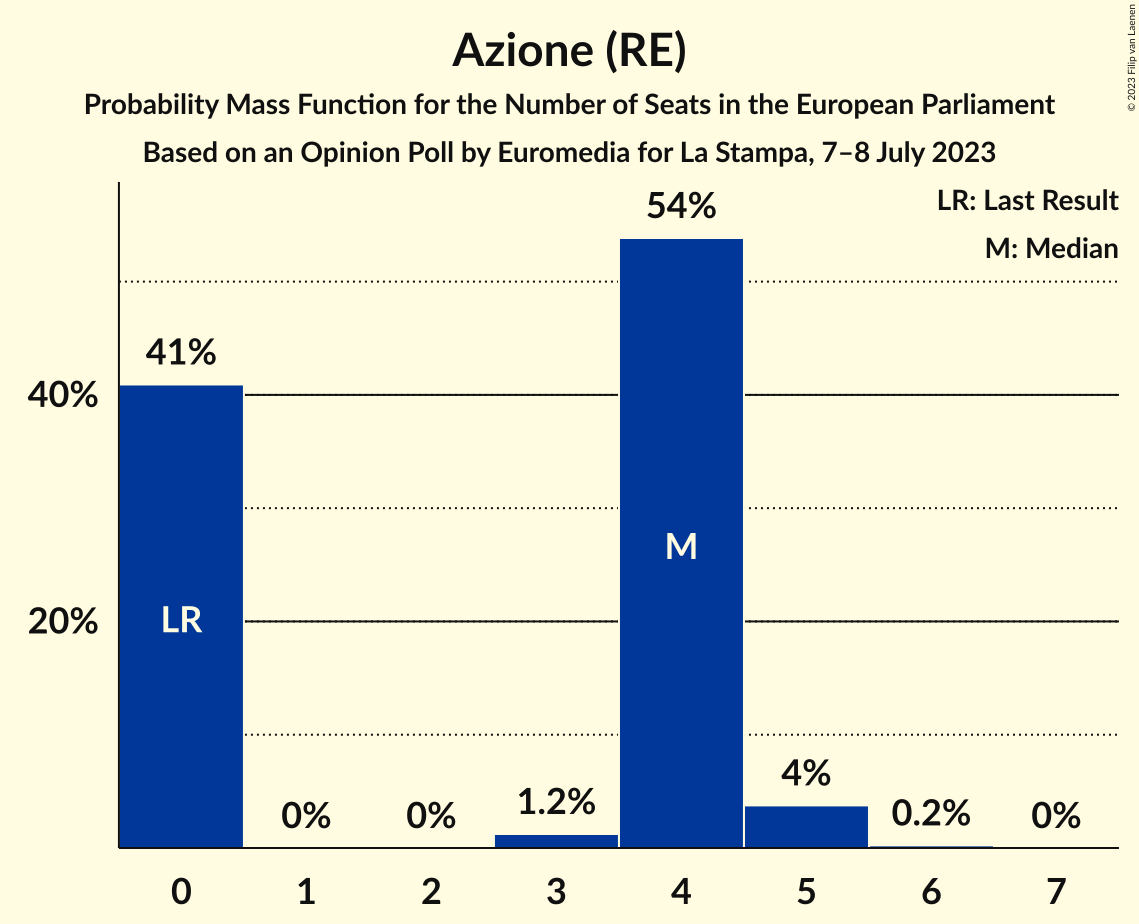 Azione (RE)
Probability Mass Function for the Number of Seats in the European Parliament
Based on an Opinion Poll by Euromedia for La Stampa, 7–8 July 2023
© 2023 Filip van Laenen
LR: Last Result
M: Median
54%
41%
40%
M
LR
20%
4%
1.2%
0.2%
0%
0%
0%
0 1 2 3 4 5 6 7